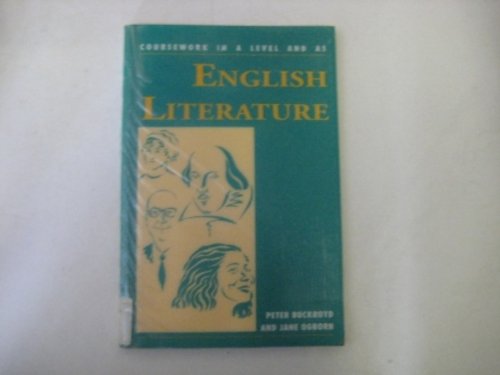 COURSEWORK IN A LEVEL AND AS
ENGLISH
LITERATURE
PETER BUCKROYD
AND JANE OGBORN